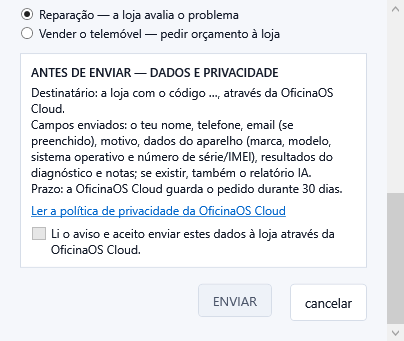 Reparação — a loja avalia o problema
Vender o telemóvel — pedir orçamento à loja
ANTES DE ENVIAR — DADOS E PRIVACIDADE
Destinatário: a loja com o código ..., através da OficinaOS
Cloud.
Campos enviados: o teu nome, telefone, email (se
preenchido), motivo, dados do aparelho (marca, modelo,
sistema operativo e número de série/IMEI), resultados do
diagnóstico e notas; se existir, também o relatório IA.
Prazo: a OficinaOS Cloud guarda o pedido durante 30 dias.
Ler a política de privacidade da OficinaOS Cloud
Li o aviso e aceito enviar estes dados à loja através da
OficinaOS Cloud.
ENVIAR
cancelar